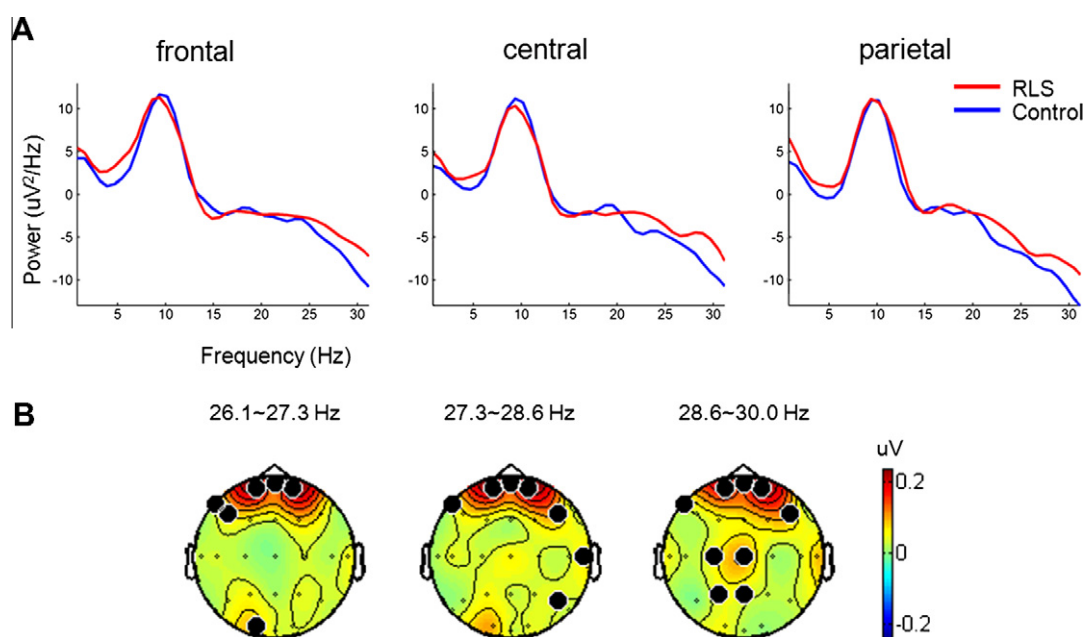 A
frontal central parietal
RLS
Control
Power (uV²/Hz)
10 10 10
5 5 5
0 0 0
-5 -5 -5
-10 -10 -10
5 10 15 20 25 30 5 10 15 20 25 30 5 10 15 20 25 30
Frequency (Hz)
B
26.1~27.3 Hz 27.3~28.6 Hz 28.6~30.0 Hz
uV
0.2
0
-0.2